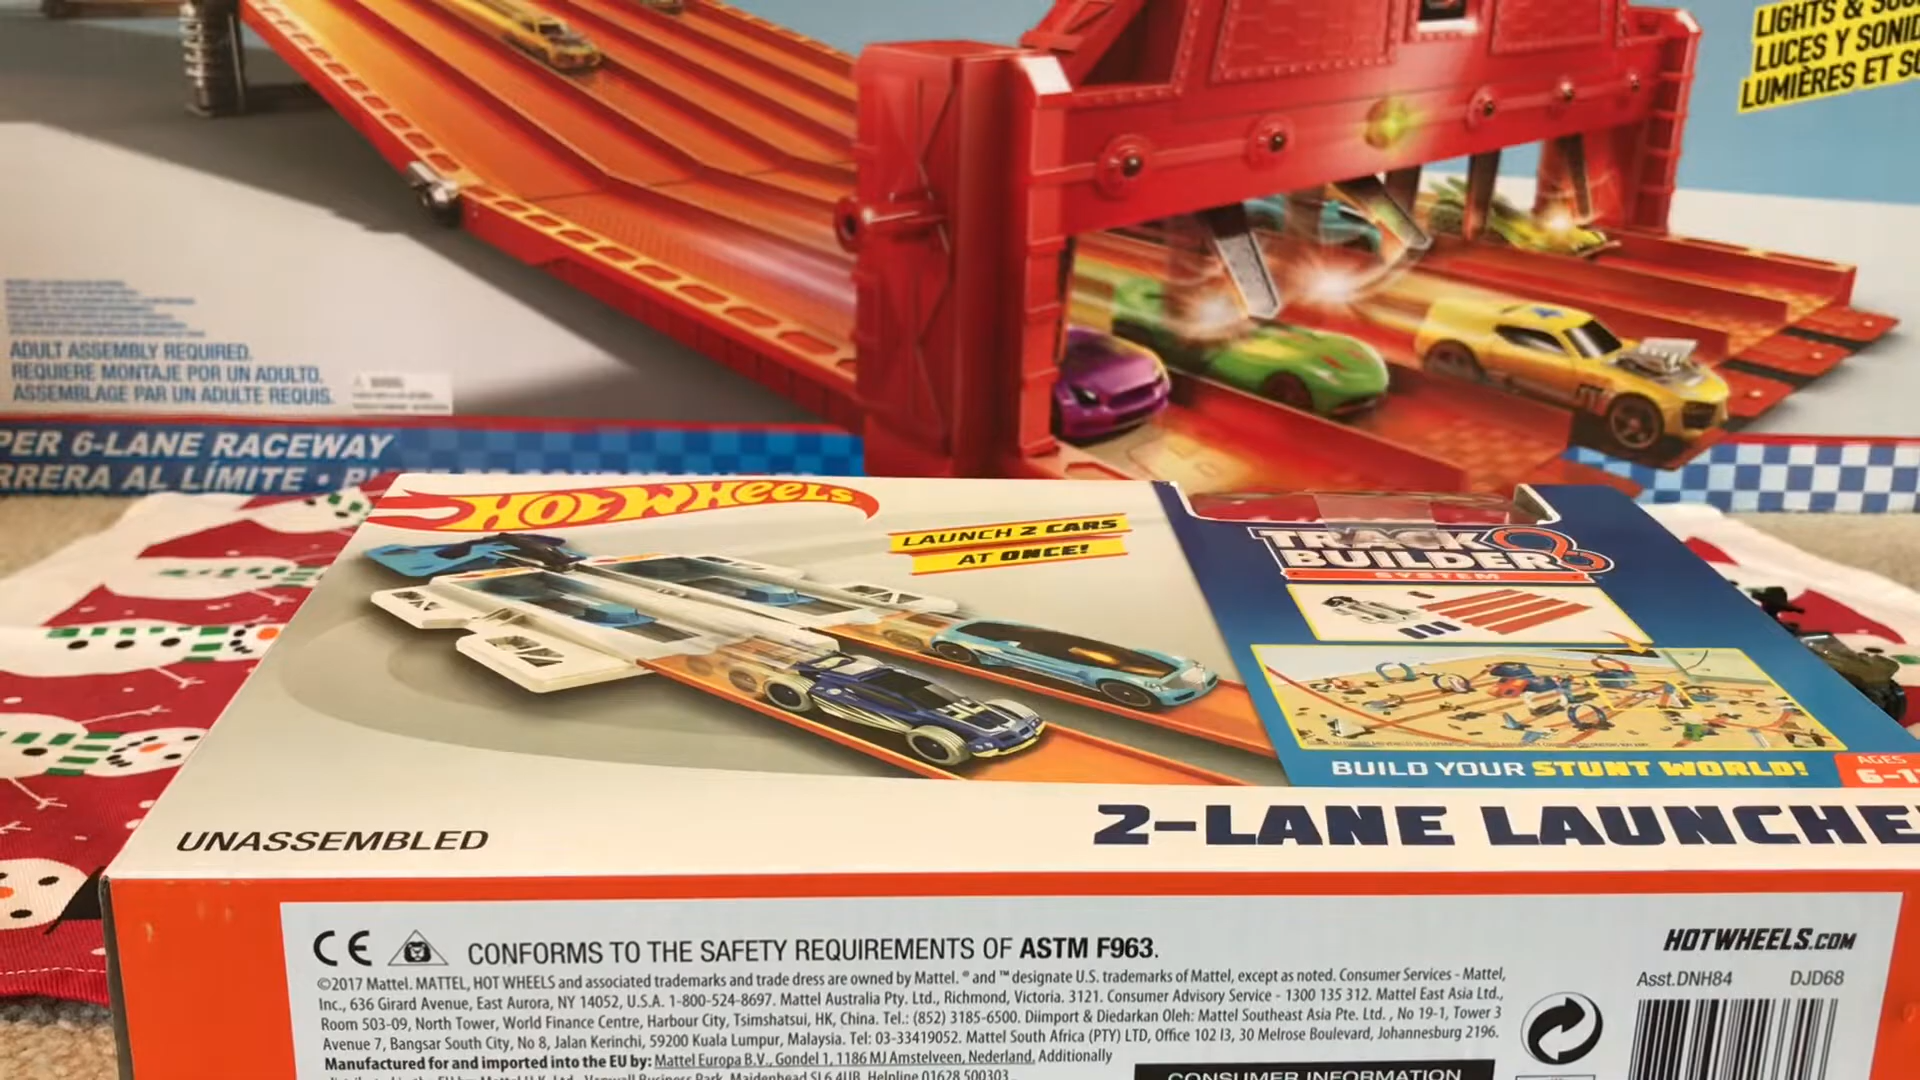 LIGHTS & SOU
LUCES Y SONID
LUMIÈRES ET SO
ADULT ASSEMBLY REQUIRED.
REQUIERE MONTAJE POR UN ADULTO.
ASSEMBLAGE PAR UN ADULTE REQUIS.
PER 6-LANE RACEWAY
RRERA AL LÍMITE •
HOT WHEELS
LAUNCH 2 CARS
AT ONCE!
TRACK
BUILDER
SYSTEM
BUILD YOUR STUNT WORLD!
AGES
6-1
2-LANE LAUNCHE
UNASSEMBLED
CE CONFORMS TO THE SAFETY REQUIREMENTS OF ASTM F963.
©2017 Mattel. MATTEL, HOT WHEELS and associated trademarks and trade dress are owned by Mattel. ® and ™ designate U.S. trademarks of Mattel, except as noted. Consumer Services - Mattel,
Inc., 636 Girard Avenue, East Aurora, NY 14052, U.S.A. 1-800-524-8697. Mattel Australia Pty. Ltd., Richmond, Victoria. 3121. Consumer Advisory Service - 1300 135 312. Mattel East Asia Ltd.,
Room 503-09, North Tower, World Finance Centre, Harbour City, Tsimshatsui, HK, China. Tel.: (852) 3185-6500. Diimport & Diedarkan Oleh: Mattel Southeast Asia Pte. Ltd. , No 19-1, Tower 3
Avenue 7, Bangsar South City, No 8, Jalan Kerinchi, 59200 Kuala Lumpur, Malaysia. Tel: 03-33419052. Mattel South Africa (PTY) LTD, Office 102 I3, 30 Melrose Boulevard, Johannesburg 2196.
Manufactured for and imported into the EU by: Mattel Europa B.V., Gondel 1, 1186 MJ Amstelveen, Nederland. Additionally
Maidenhead SL6 4UB. Helpline 01628 500303
HOTWHEELS.COM
Asst.DNH84 DJD68
CONSUMER INFORMATION